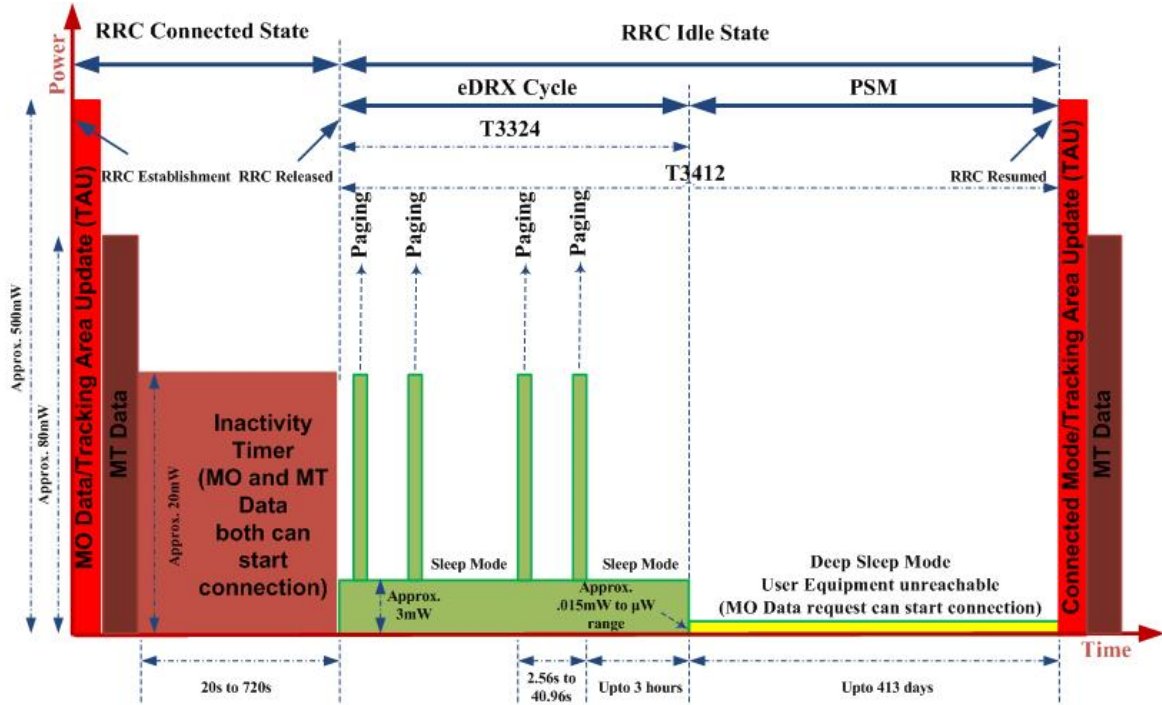 RRC Connected State
RRC Idle State
Power
eDRX Cycle
PSM
T3324
RRC Establishment
RRC Released
T3412
RRC Resumed
Approx. 500mW
Approx. 80mW
MO Data/Tracking Area Update (TAU)
MT Data
Approx. 20mW
Inactivity
Timer
(MO and MT
Data
both can
start
connection)
Paging
Paging
Paging
Paging
Sleep Mode
Sleep Mode
Approx.
3mW
Approx.
.015mW to µW
range
Deep Sleep Mode
User Equipment unreachable
(MO Data request can start connection)
Connected Mode/Tracking Area Update (TAU)
MT Data
Time
20s to 720s
2.56s to
40.96s
Upto 3 hours
Upto 413 days